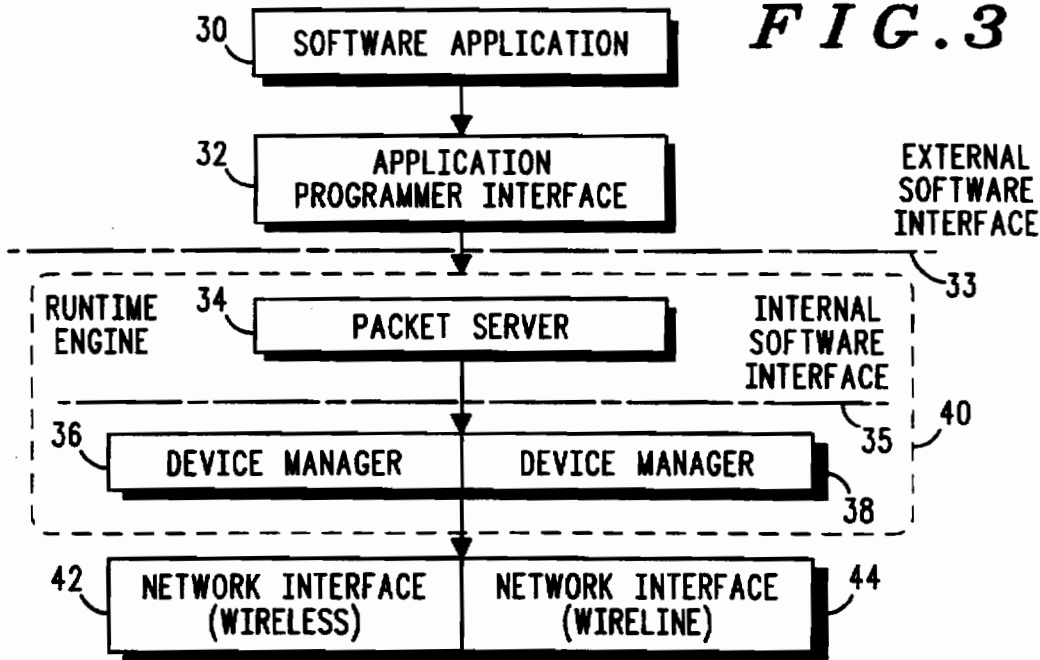 FIG.3
30
SOFTWARE APPLICATION
32
APPLICATION
PROGRAMMER INTERFACE
EXTERNAL
SOFTWARE
INTERFACE
33
RUNTIME
ENGINE
34
PACKET SERVER
INTERNAL
SOFTWARE
INTERFACE
35
40
36
DEVICE MANAGER
DEVICE MANAGER
38
42
NETWORK INTERFACE
(WIRELESS)
NETWORK INTERFACE
(WIRELINE)
44